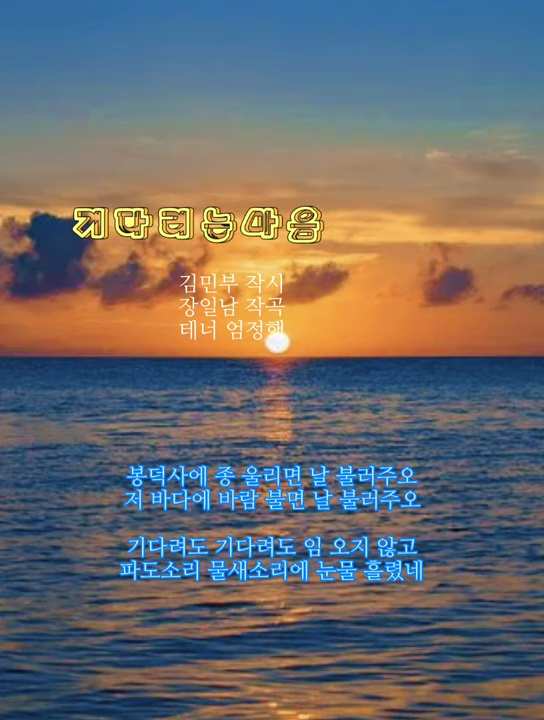 기다리는마음
김민부 작시
장일남 작곡
테너 엄정행
봉덕사에 종 울리면 날 불러주오
저 바다에 바람 불면 날 불러주오
기다려도 기다려도 임 오지 않고
파도소리 물새소리에 눈물 흘렸네